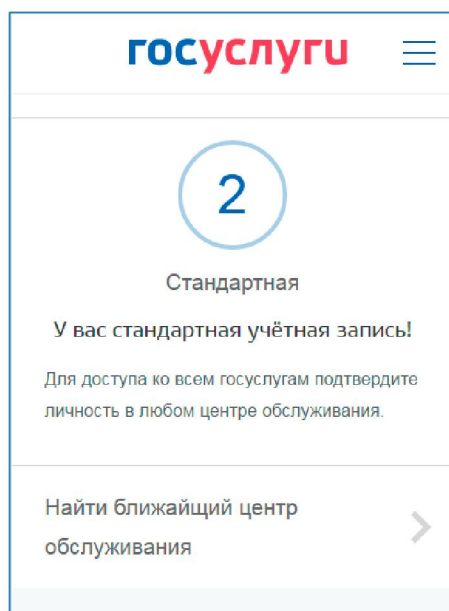 госуслуги
2
Стандартная
У вас стандартная учётная запись!
Для доступа ко всем госуслугам подтвердите
личность в любом центре обслуживания.
Найти ближайщий центр
обслуживания